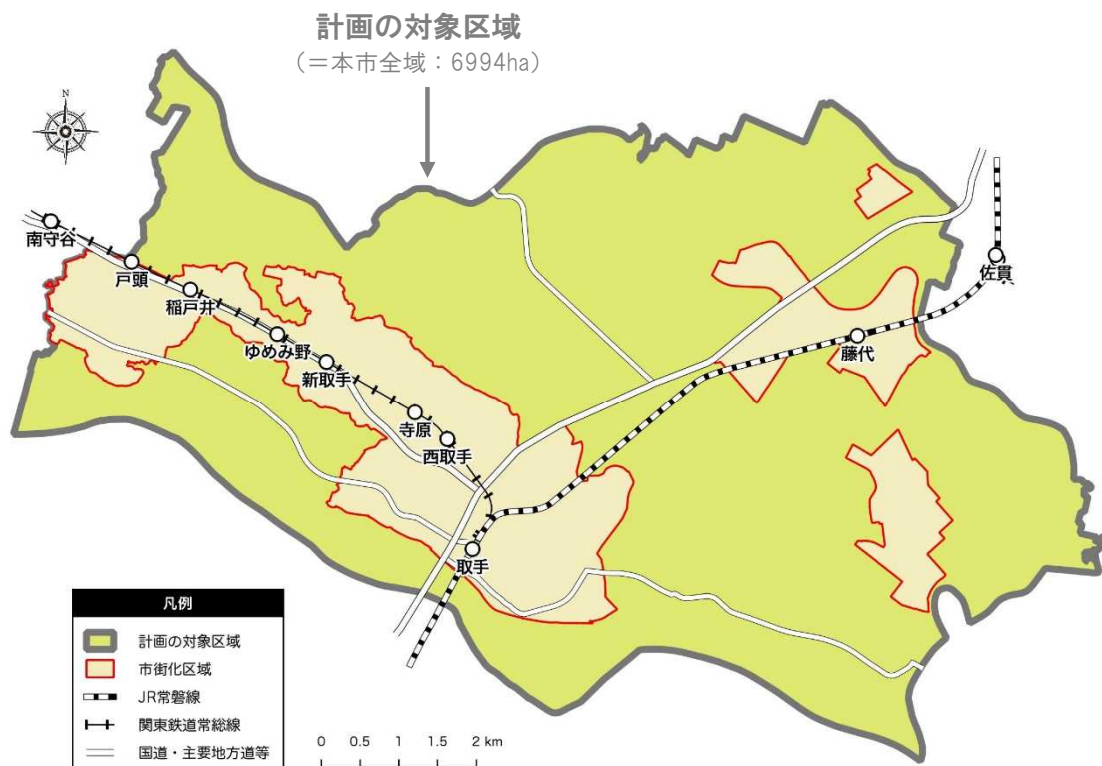 計画の対象区域
（＝本市全域：6994ha）
N
南守谷
戸頭
稲戸井
ゆめみ野
新取手
寺原
西取手
取手
藤代
佐貫
凡例
計画の対象区域
市街化区域
JR常磐線
関東鉄道常総線
国道・主要地方道等
0 0.5 1 1.5 2 km